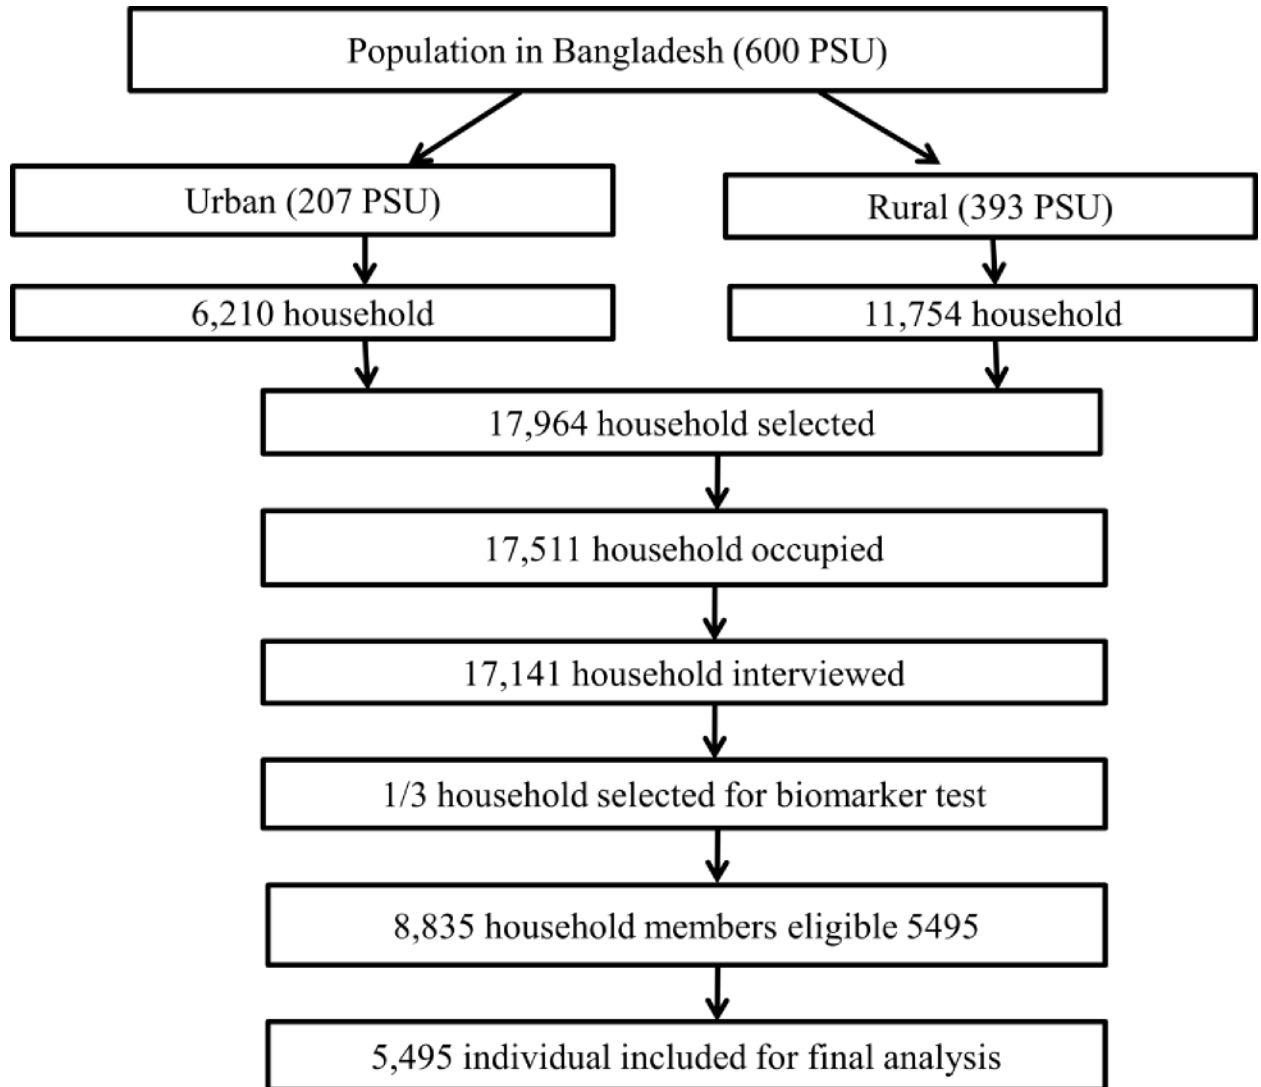 Population in Bangladesh (600 PSU)
Urban (207 PSU)
Rural (393 PSU)
6,210 household
11,754 household
17,964 household selected
17,511 household occupied
17,141 household interviewed
1/3 household selected for biomarker test
8,835 household members eligible 5495
5,495 individual included for final analysis